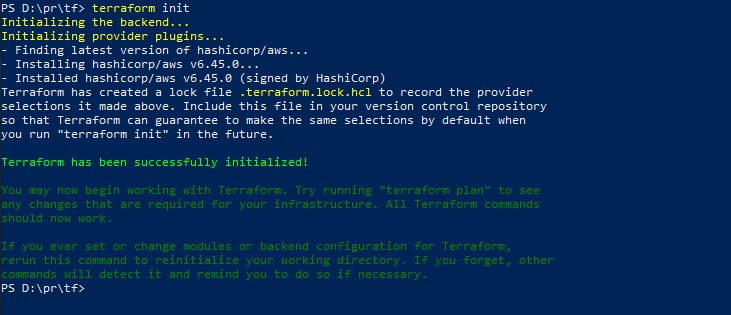 PS D:\pr\tf> terraform init
Initializing the backend...
Initializing provider plugins...
- Finding latest version of hashicorp/aws...
- Installing hashicorp/aws v6.45.0...
- Installed hashicorp/aws v6.45.0 (signed by HashiCorp)
Terraform has created a lock file .terraform.lock.hcl to record the provider
selections it made above. Include this file in your version control repository
so that Terraform can guarantee to make the same selections by default when
you run "terraform init" in the future.
Terraform has been successfully initialized!
You may now begin working with Terraform. Try running "terraform plan" to see
any changes that are required for your infrastructure. All Terraform commands
should now work.
If you ever set or change modules or backend configuration for Terraform,
rerun this command to reinitialize your working directory. If you forget, other
commands will detect it and remind you to do so if necessary.
PS D:\pr\tf>